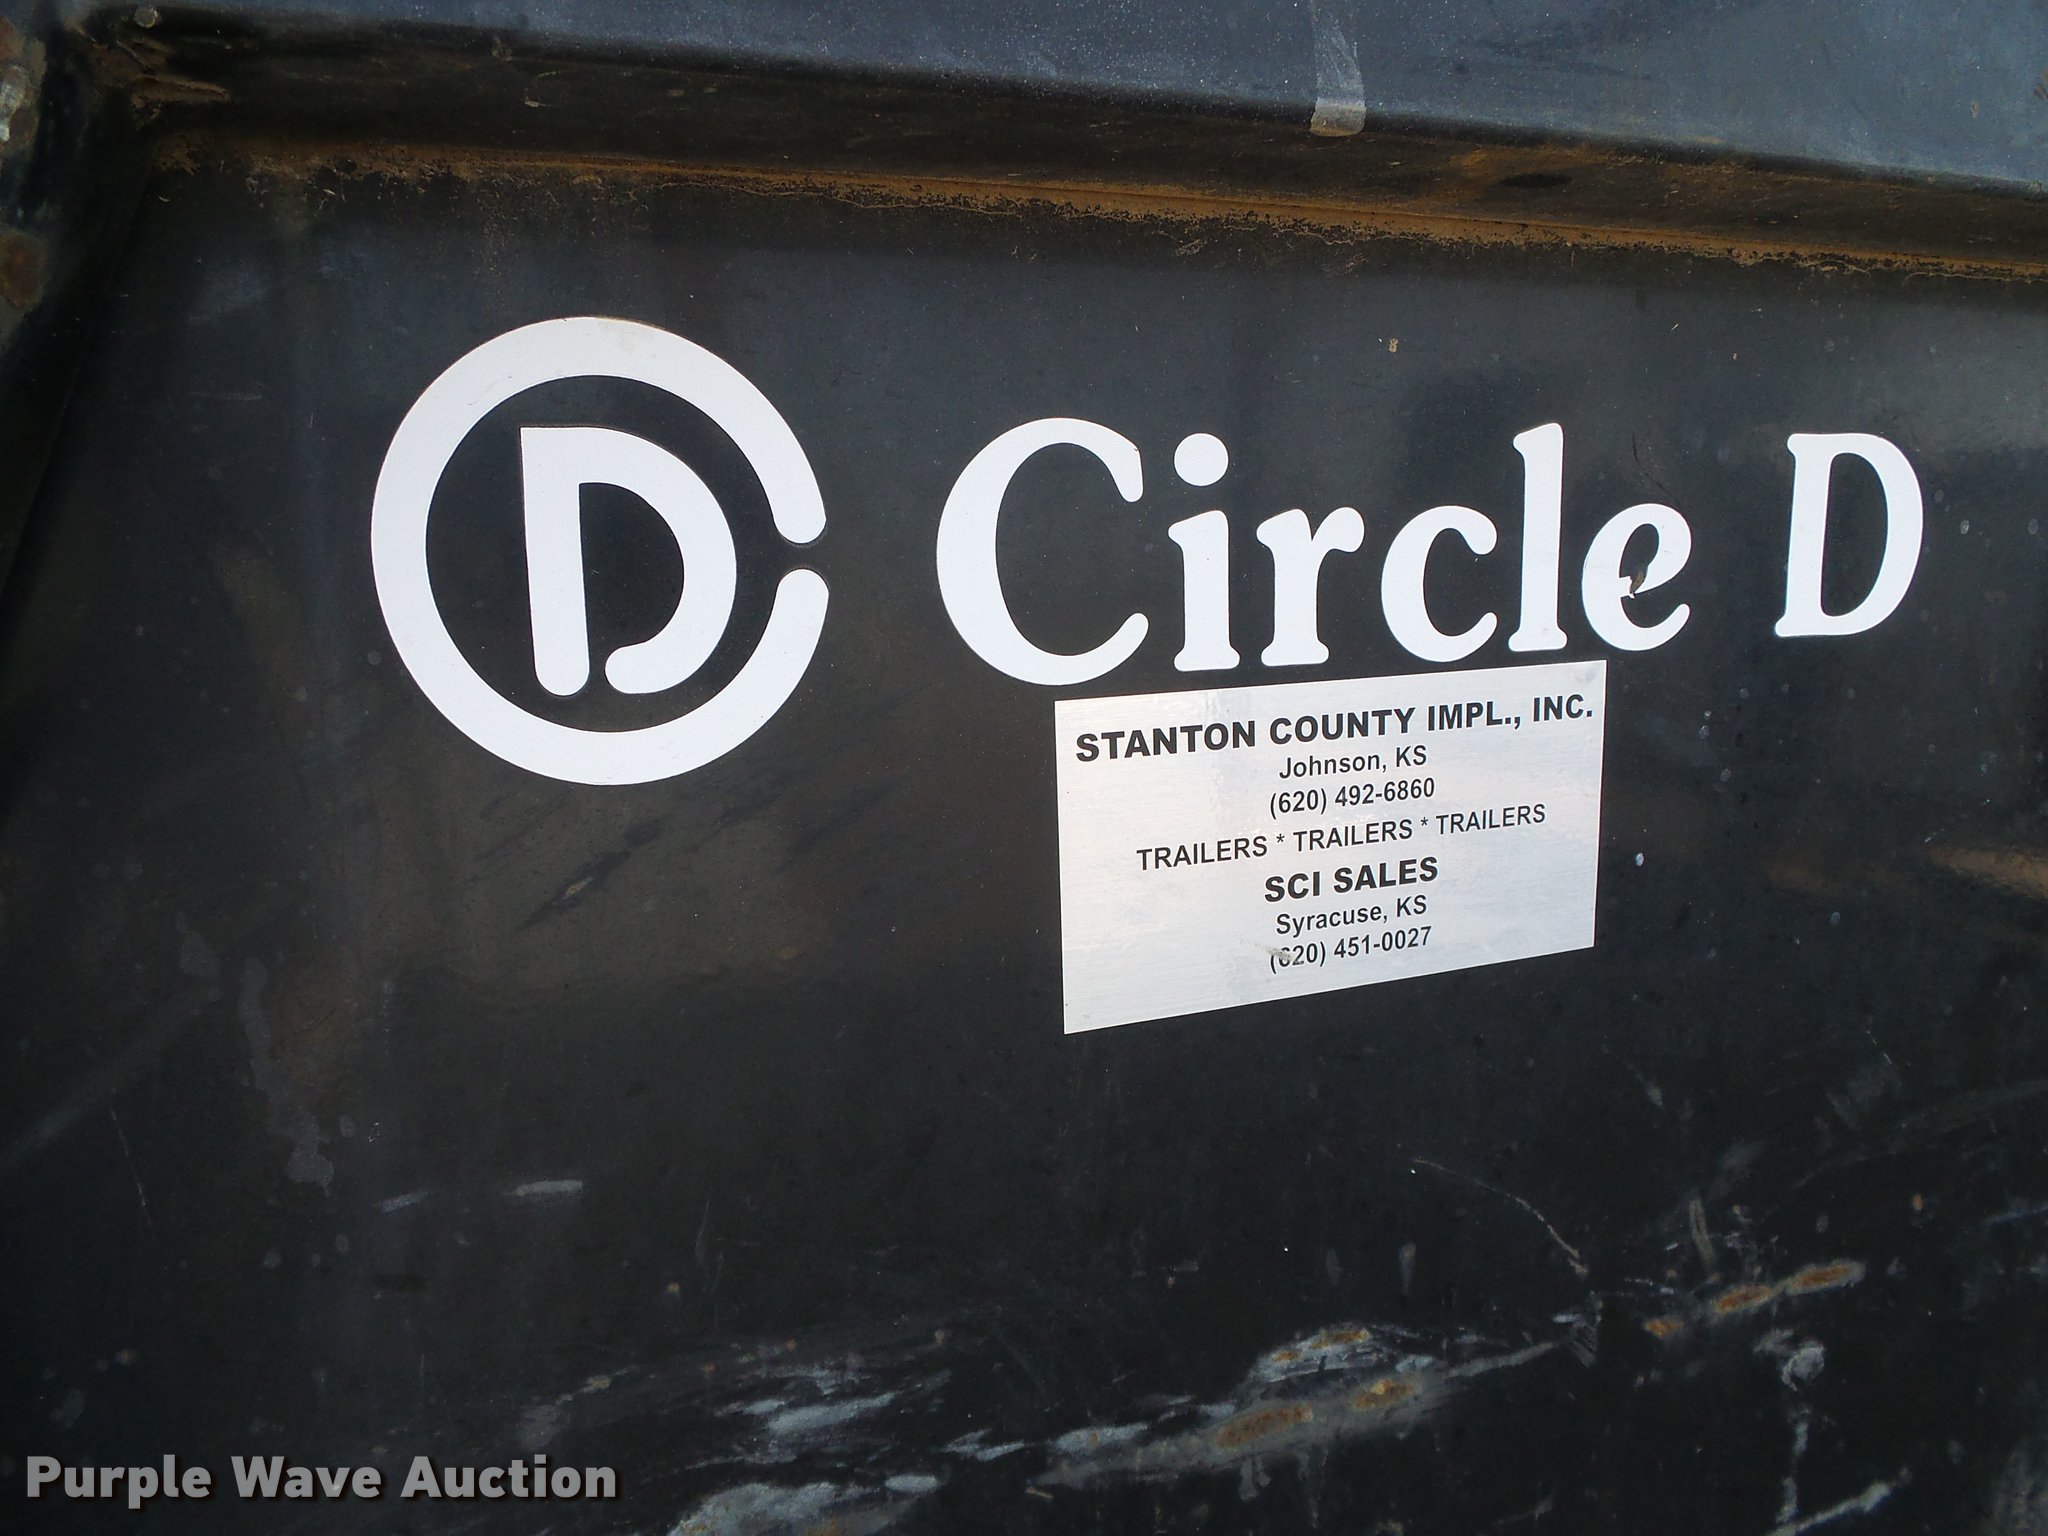 CD Circle D
STANTON COUNTY IMPL., INC.
Johnson, KS
(620) 492-6860
TRAILERS * TRAILERS * TRAILERS
SCI SALES
Syracuse, KS
(620) 451-0027
Purple Wave Auction